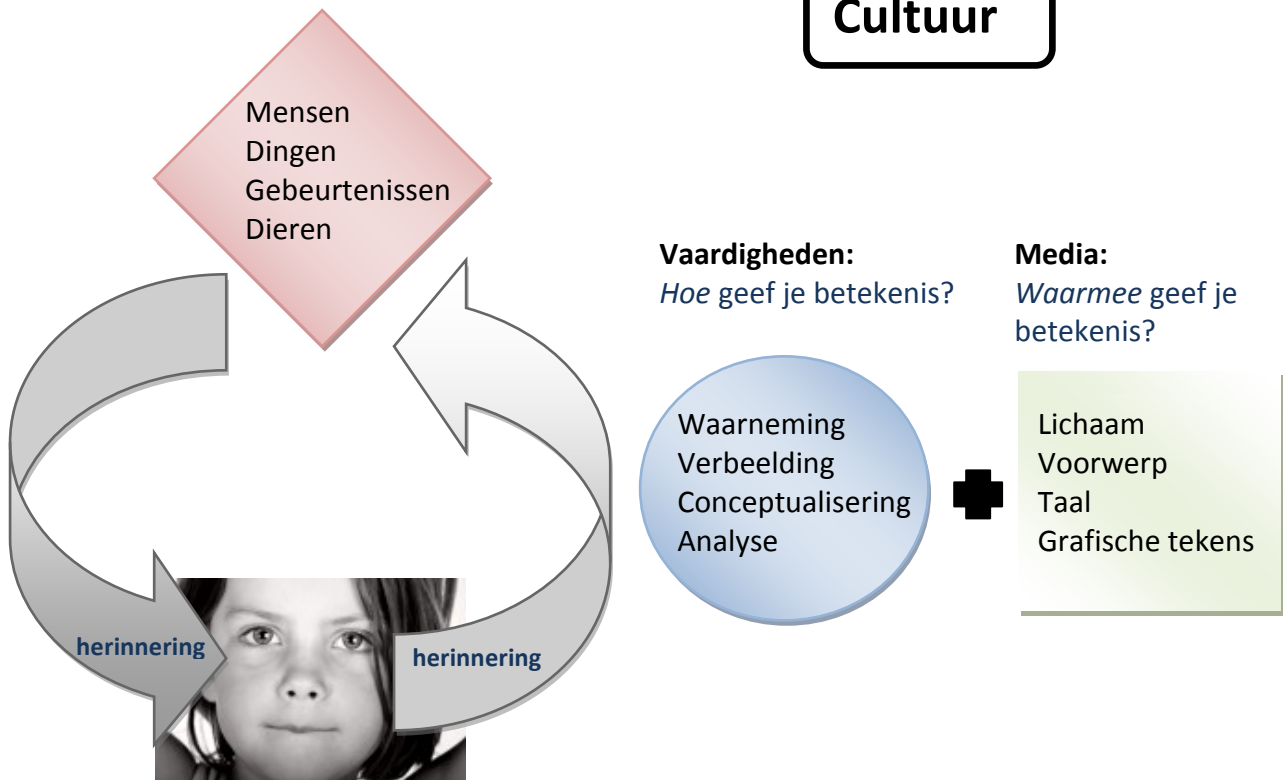 Cultuur
Mensen
Dingen
Gebeurtenissen
Dieren
Vaardigheden:
Hoe geef je betekenis?
Media:
Waarmee geef je
betekenis?
Waarneming
Verbeelding
Conceptualisering
Analyse
Lichaam
Voorwerp
Taal
Grafische tekens
herinnering
herinnering